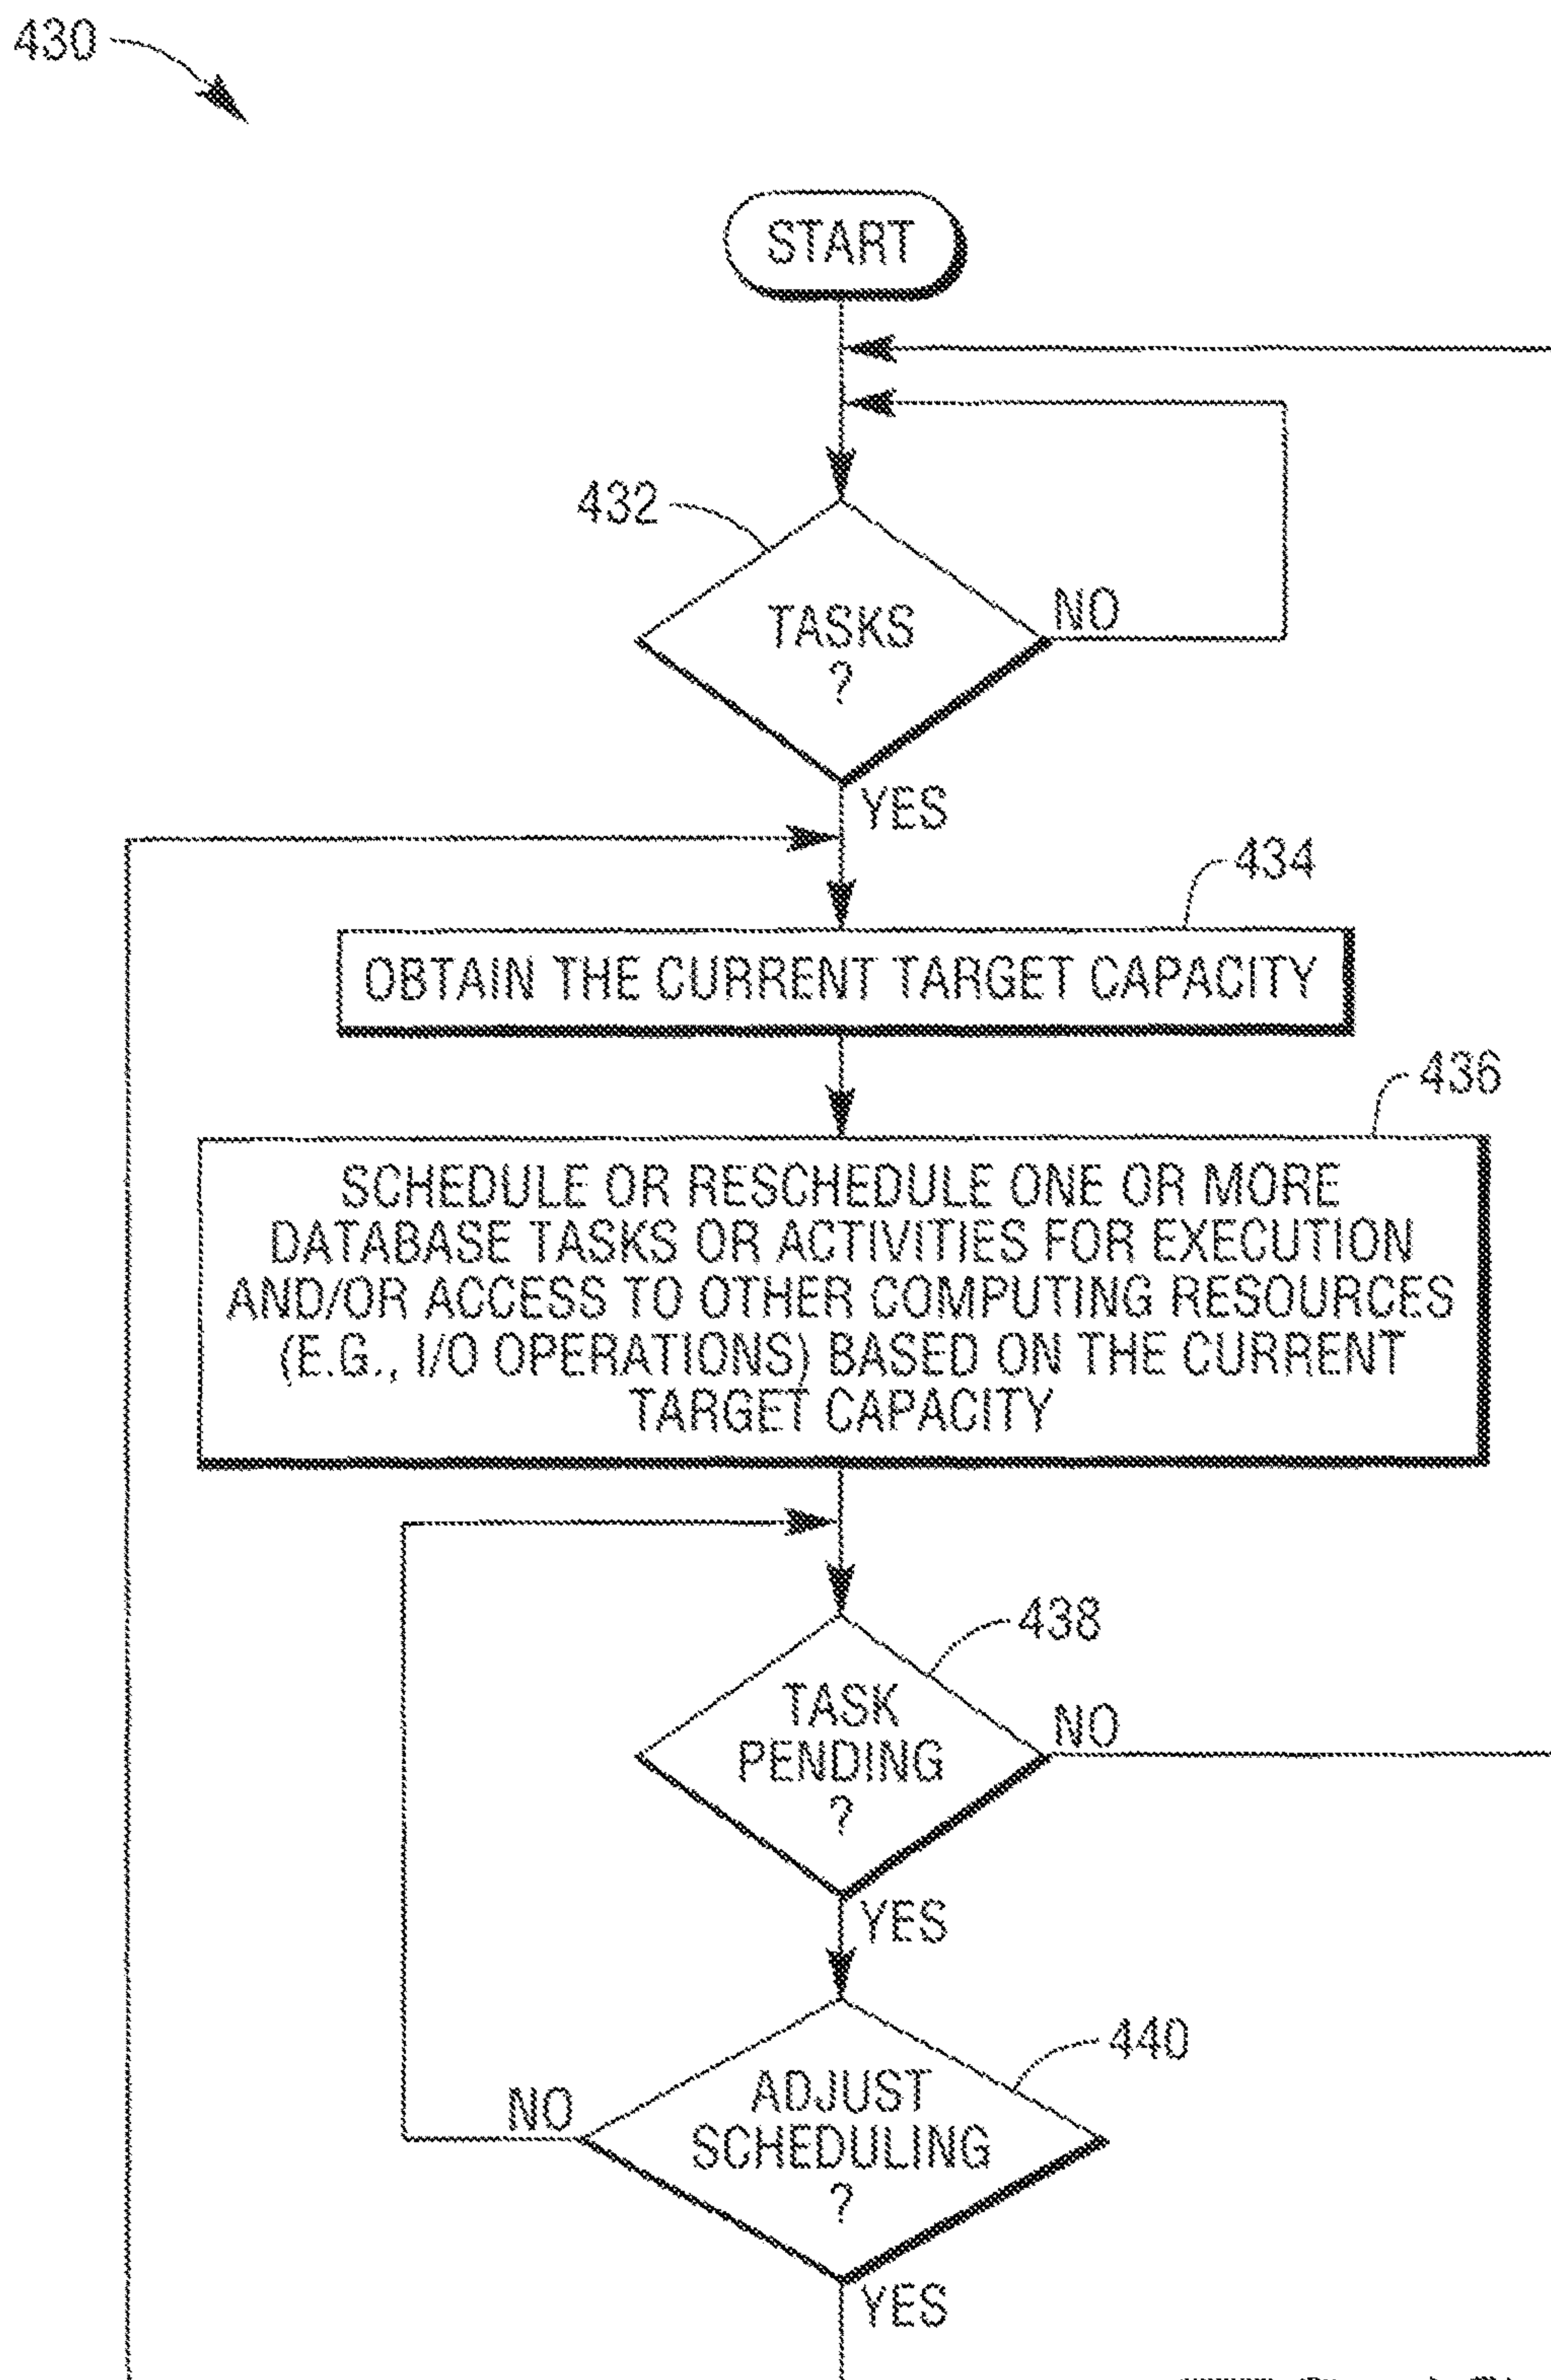 430
START
432
TASKS
?
NO
YES
434
OBTAIN THE CURRENT TARGET CAPACITY
436
SCHEDULE OR RESCHEDULE ONE OR MORE
DATABASE TASKS OR ACTIVITIES FOR EXECUTION
AND/OR ACCESS TO OTHER COMPUTING RESOURCES
(E.G., I/O OPERATIONS) BASED ON THE CURRENT
TARGET CAPACITY
438
TASK
PENDING
?
NO
YES
440
ADJUST
SCHEDULING
?
NO
YES